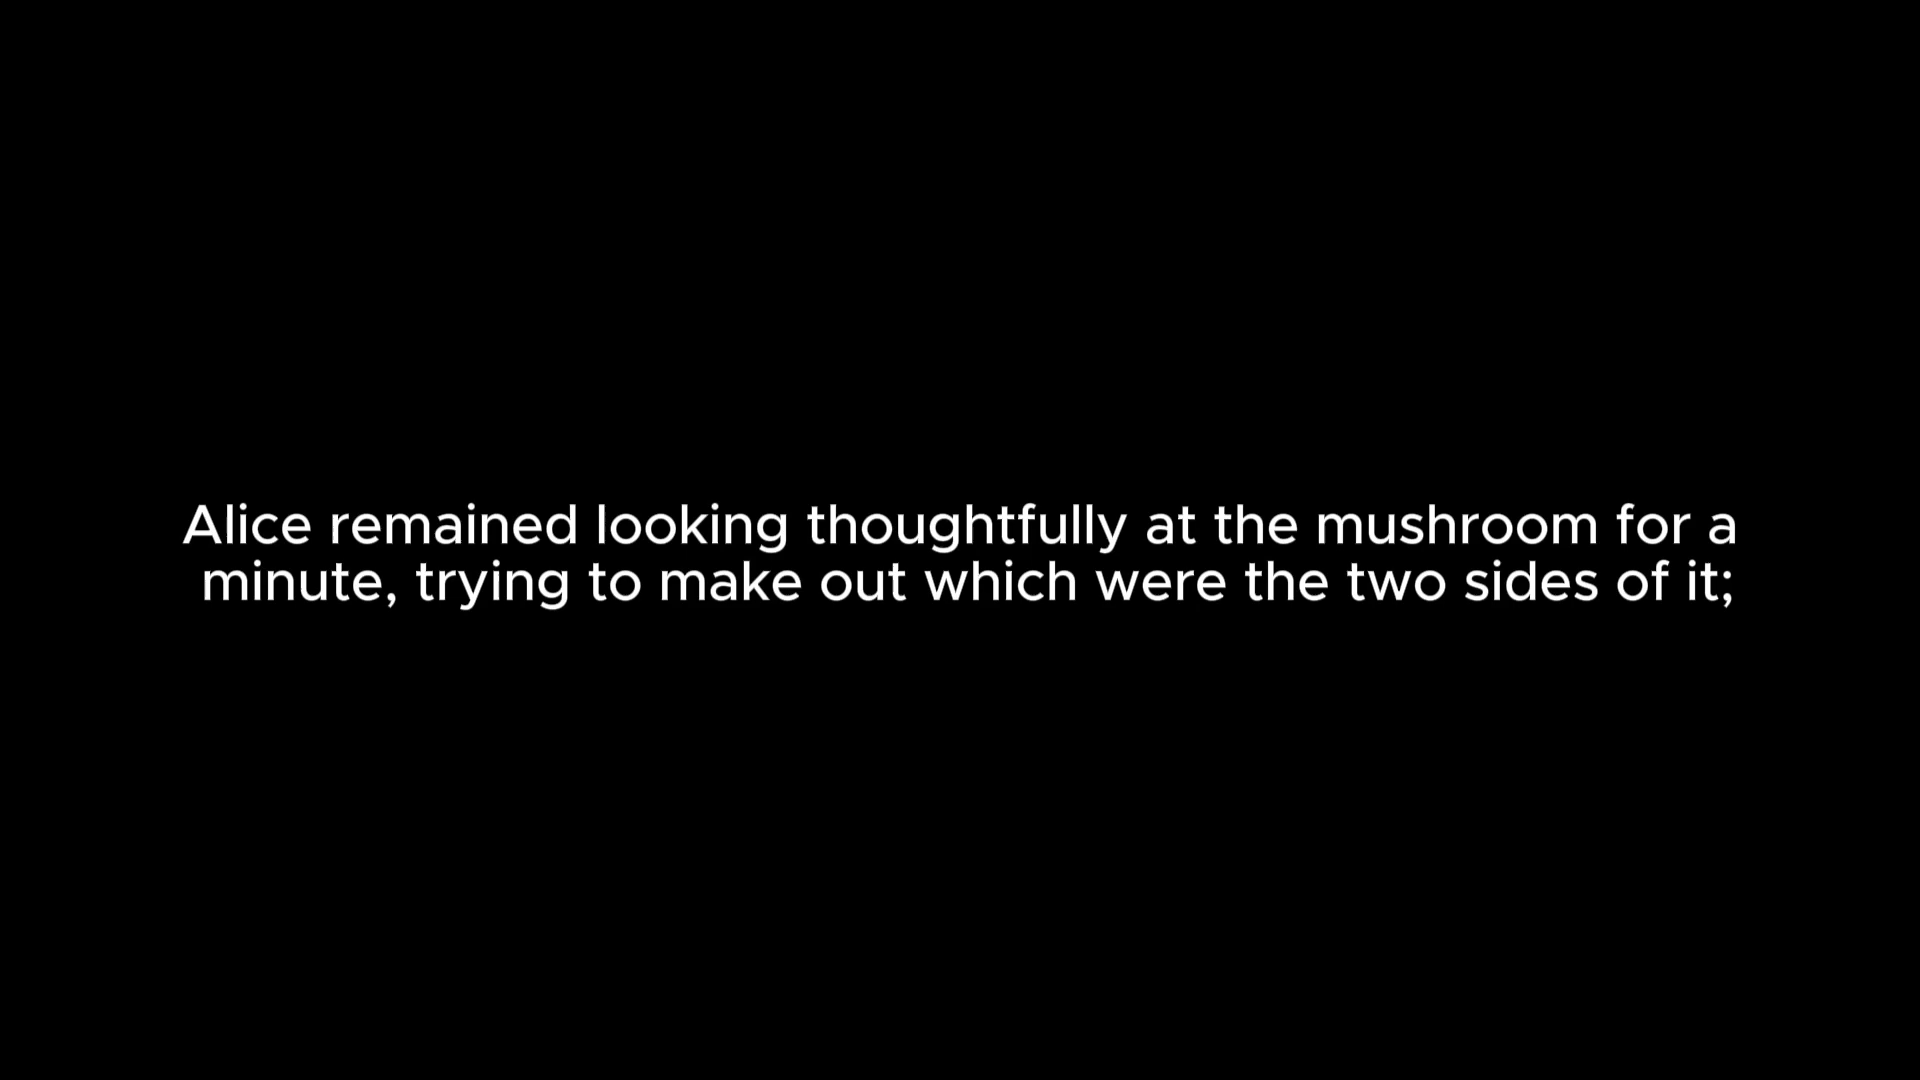 Alice remained looking thoughtfully at the mushroom for a
minute, trying to make out which were the two sides of it;